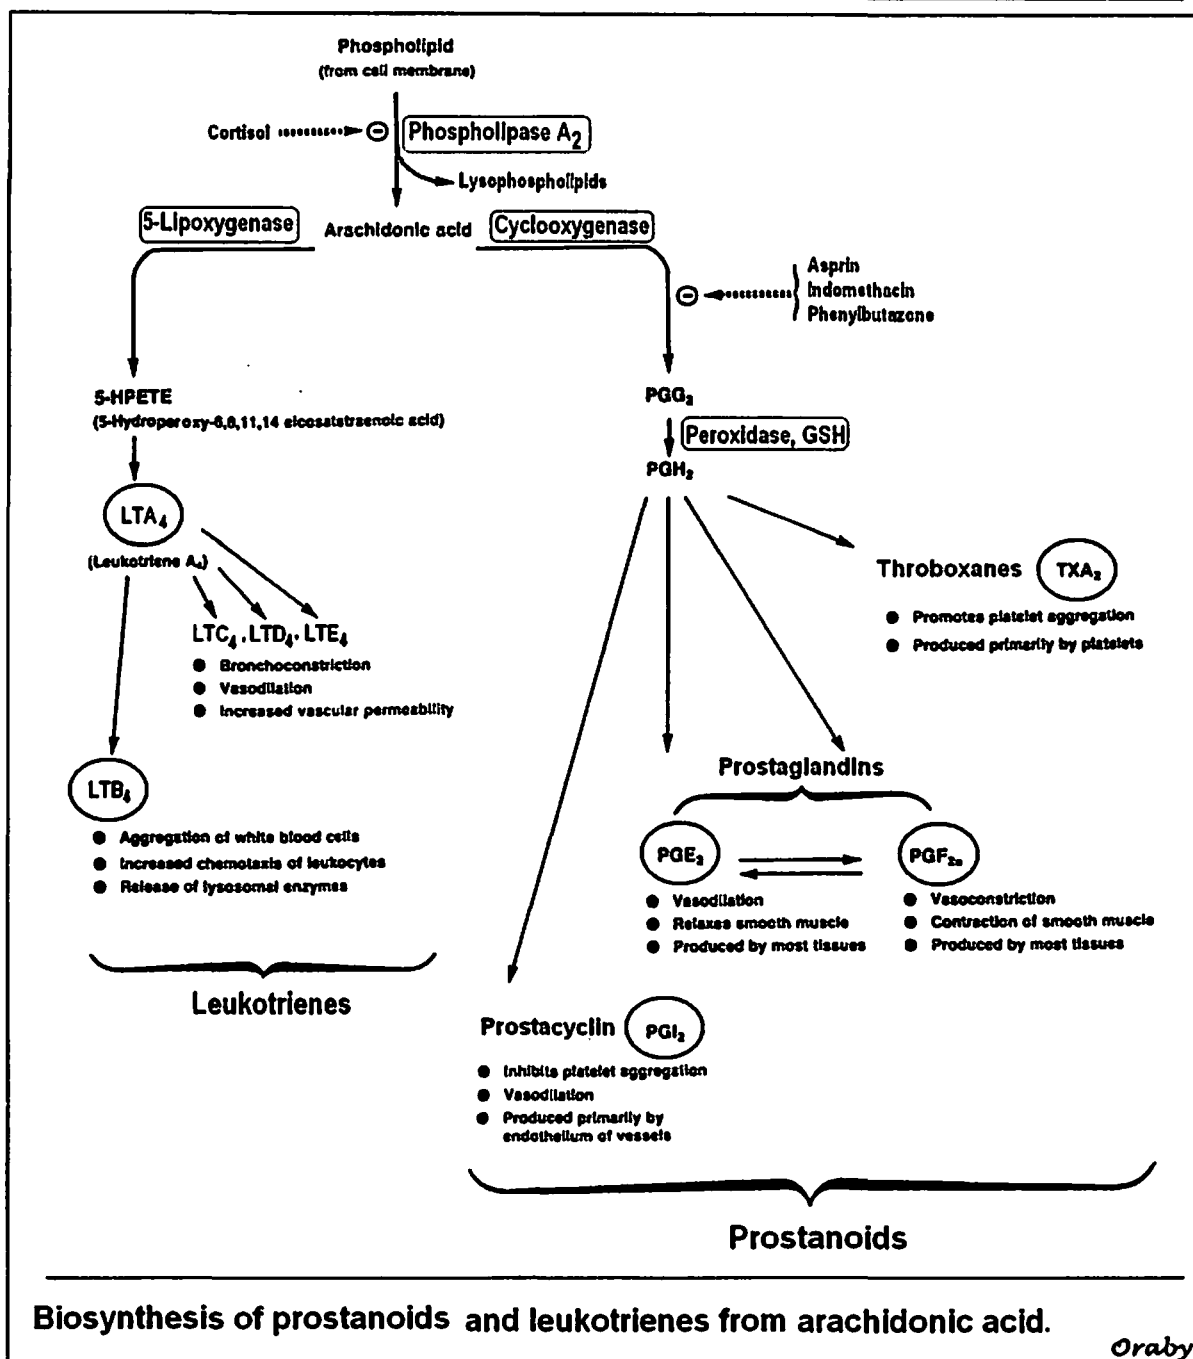 Phospholipid
(from cell membrane)
Cortisol
⊖
Phospholipase A₂
Lysophospholipids
5-Lipoxygenase
Arachidonic acid
Cyclooxygenase
Asprin
⊖
Indomethacin
Phenylbutazone
5-HPETE
(5-Hydroperoxy-6,8,11,14 eicosatetraenoic acid)
PGG₂
Peroxidase, GSH
PGH₂
LTA₄
(Leukotriene A₄)
LTC₄, LTD₄, LTE₄
● Bronchoconstriction
● Vasodilation
● Increased vascular permeability
Throboxanes
TXA₂
● Promotes platelet aggregation
● Produced primarily by platelets
LTB₄
● Aggregation of white blood cells
● Increased chemotaxis of leukocytes
● Release of lysosomal enzymes
Leukotrienes
Prostaglandins
PGE₂
● Vasodilation
● Relaxes smooth muscle
● Produced by most tissues
PGF₂α
● Vasoconstriction
● Contraction of smooth muscle
● Produced by most tissues
Prostacyclin
PGI₂
● Inhibits platelet aggregation
● Vasodilation
● Produced primarily by
endothelium of vessels
Prostanoids
Biosynthesis of prostanoids and leukotrienes from arachidonic acid.
Oraby